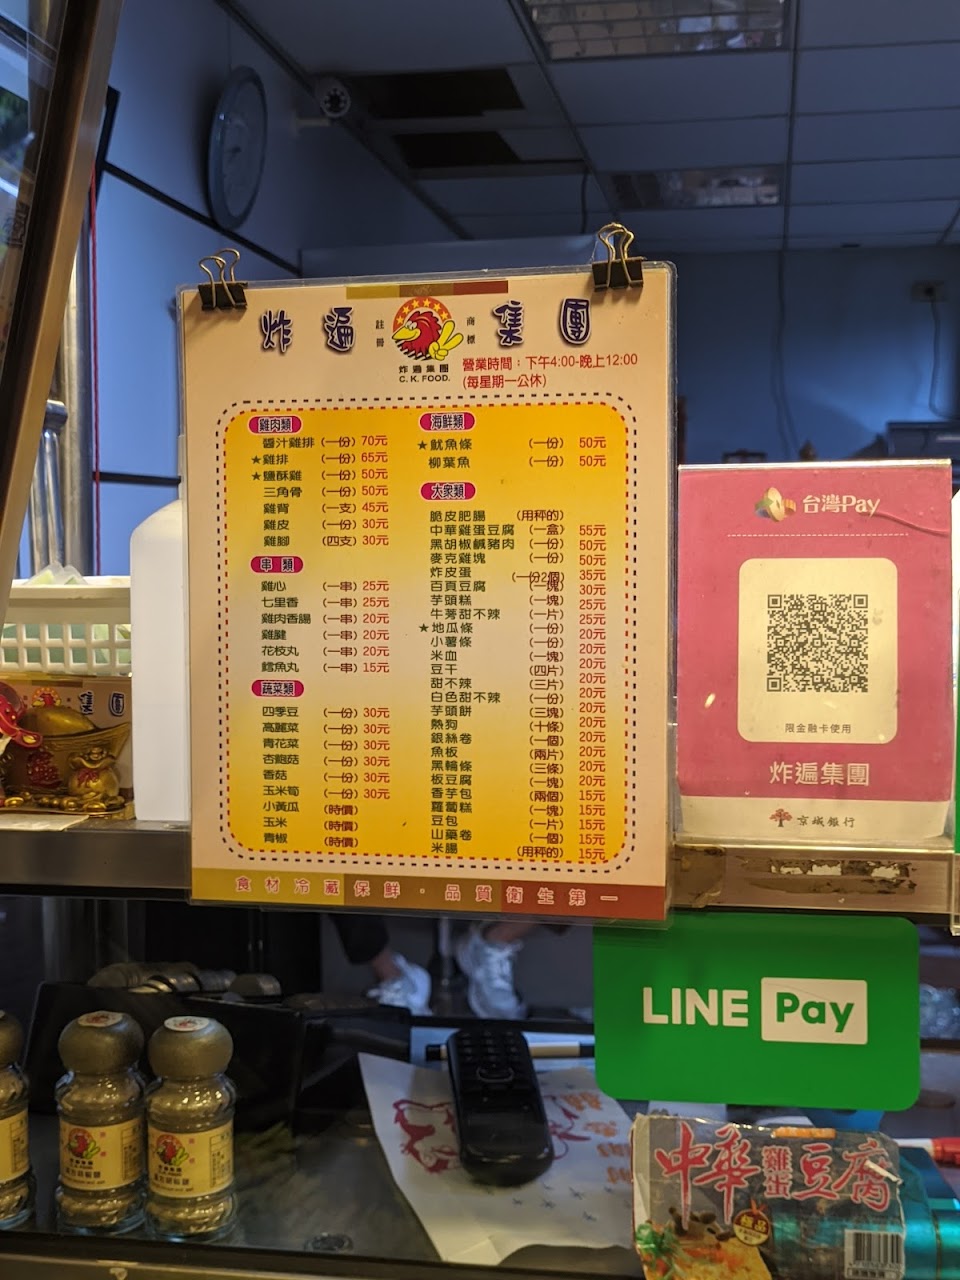 炸遍 註冊 商標 集團
炸遍集團
C.K.FOOD.
營業時間：下午4:00-晚上12:00
(每星期一公休)
雞肉類
醬汁雞排 (一份) 70元
★雞排 (一份) 65元
★鹽酥雞 (一份) 50元
三角骨 (一份) 50元
雞背 (一支) 45元
雞皮 (一份) 30元
雞腳 (四支) 30元
串類
雞心 (一串) 25元
七里香 (一串) 25元
雞肉香腸 (一串) 20元
雞腱 (一串) 20元
花枝丸 (一串) 20元
鱈魚丸 (一串) 15元
蔬菜類
四季豆 (一份) 30元
高麗菜 (一份) 30元
青花菜 (一份) 30元
杏鮑菇 (一份) 30元
香菇 (一份) 30元
玉米筍 (一份) 30元
小黃瓜 (時價)
玉米 (時價)
青椒 (時價)
海鮮類
★魷魚條 (一份) 50元
柳葉魚 (一份) 50元
大眾類
脆皮肥腸 (用秤的)
中華雞蛋豆腐 (一盒) 55元
黑胡椒鹹豬肉 (一份) 50元
麥克雞塊 (一份) 50元
炸皮蛋 (一份2個) 35元
百頁豆腐 (一塊) 30元
芋頭糕 (一塊) 25元
牛蒡甜不辣 (一片) 25元
★地瓜條 (一份) 20元
小薯條 (一份) 20元
米血 (一塊) 20元
豆干 (四片) 20元
甜不辣 (三片) 20元
白色甜不辣 (一份) 20元
芋頭餅 (三塊) 20元
熱狗 (十條) 20元
銀絲卷 (一個) 20元
魚板 (兩片) 20元
黑輪條 (三條) 20元
板豆腐 (一塊) 20元
香芋包 (兩個) 15元
蘿蔔糕 (一塊) 15元
豆包 (一片) 15元
山藥卷 (一個) 15元
米腸 (用秤的) 15元
食材冷藏保鮮・品質衛生第一
台灣Pay
限金融卡使用
炸遍集團
京城銀行
LINE Pay
集團
中華雞蛋豆腐
極品